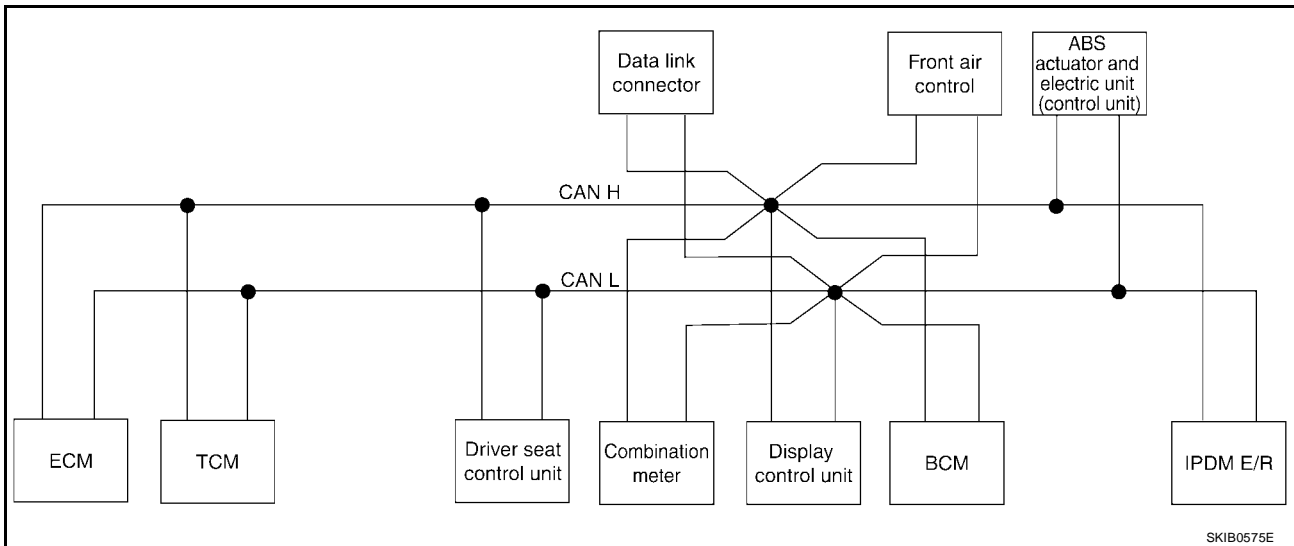 Data link
connector
Front air
control
ABS
actuator and
electric unit
(control unit)
CAN H
CAN L
ECM
TCM
Driver seat
control unit
Combination
meter
Display
control unit
BCM
IPDM E/R
SKIB0575E